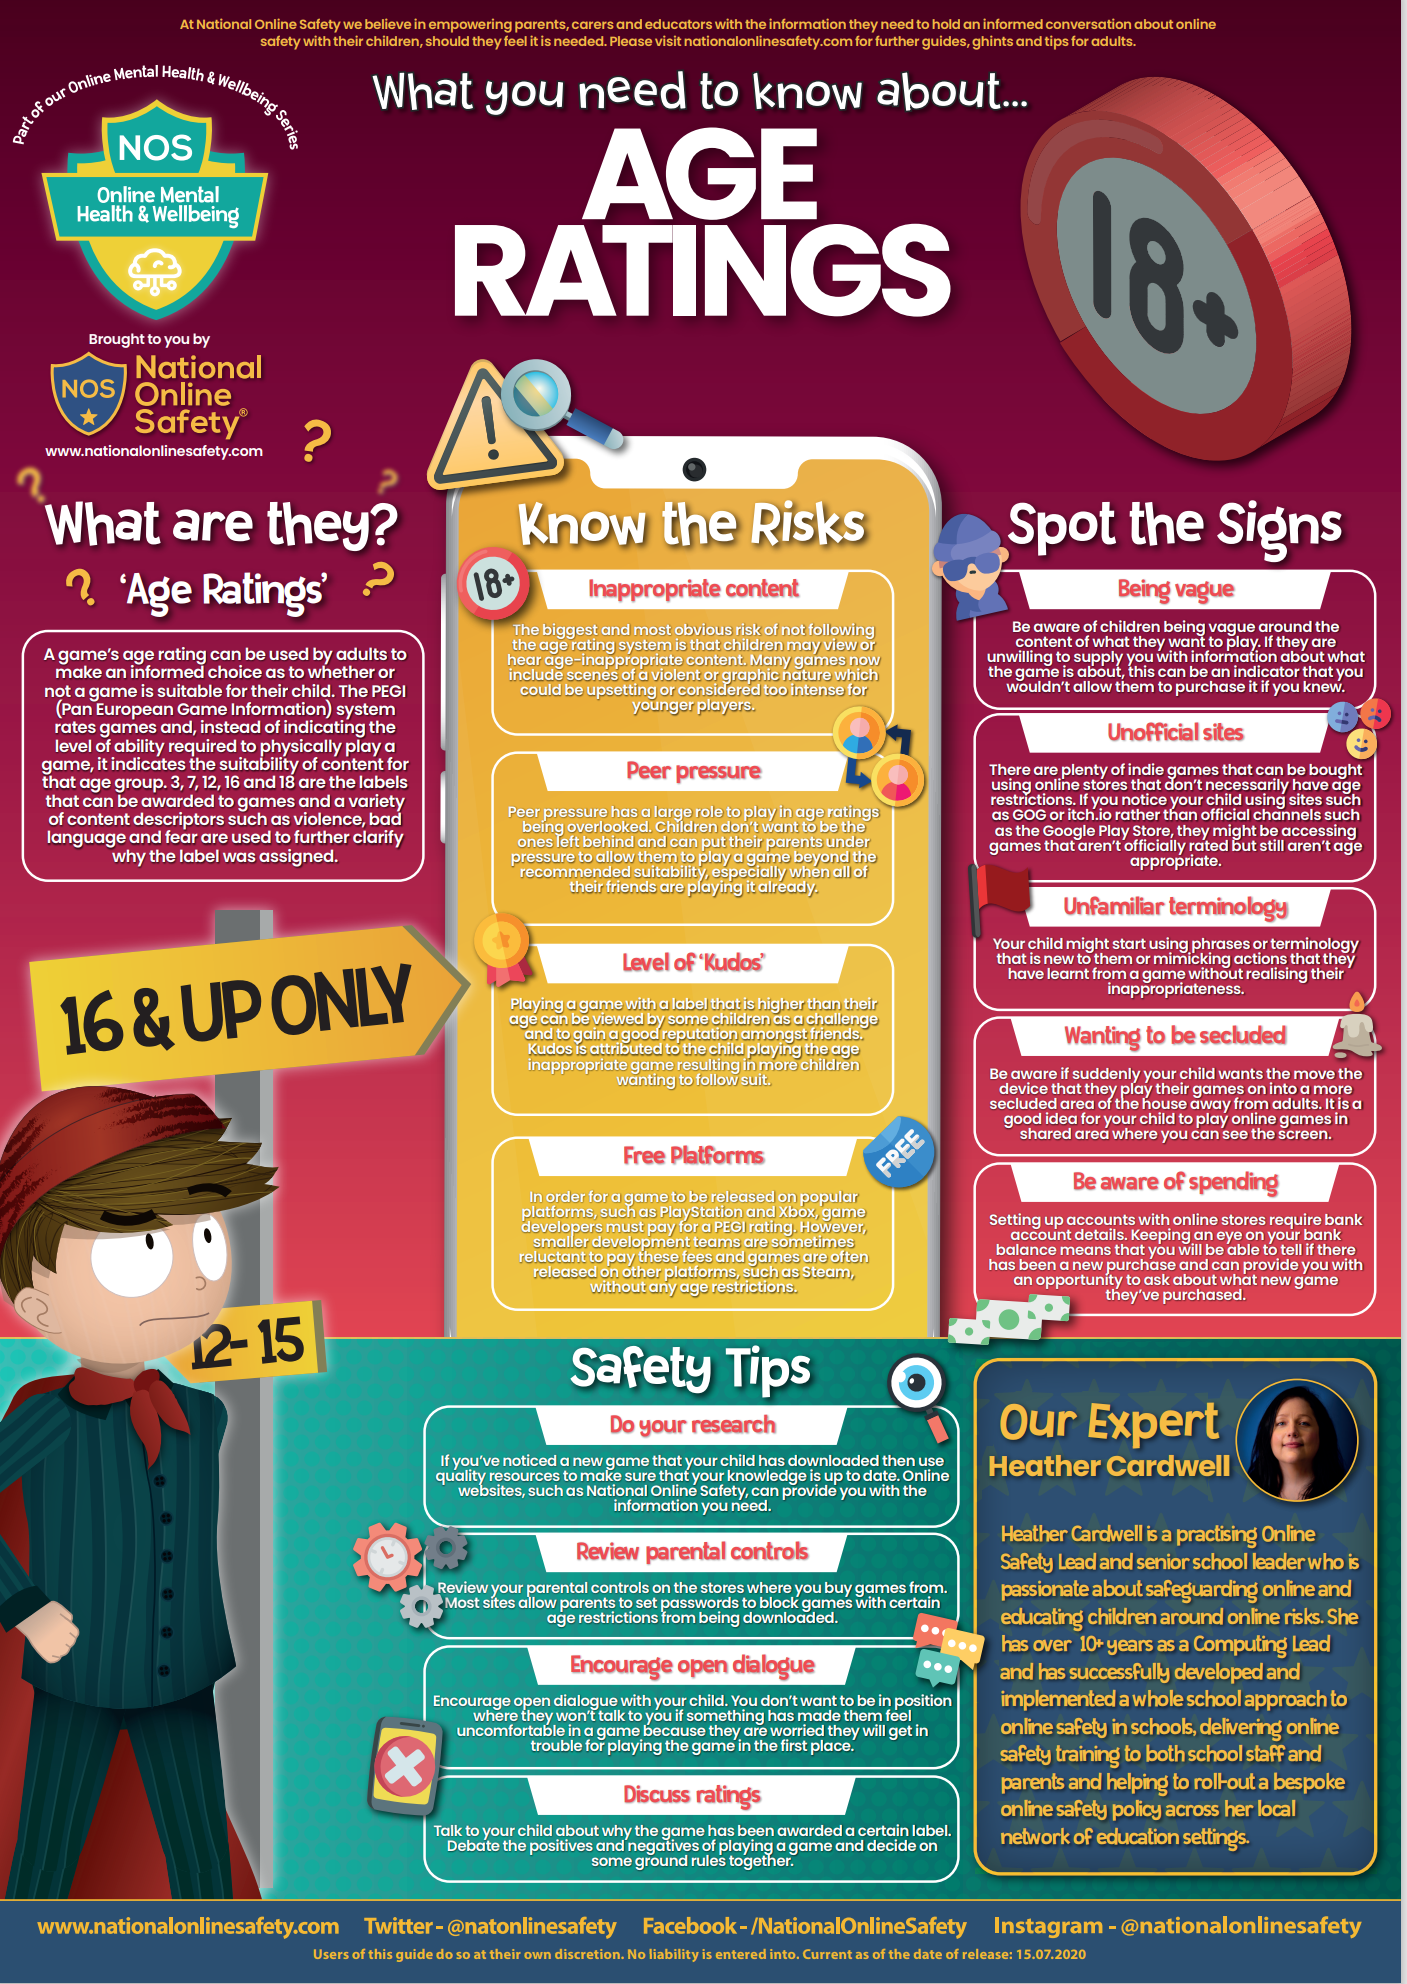 At National Online Safety we believe in empowering parents, carers and educators with the information they need to hold an informed conversation about online
safety with their children, should they feel it is needed. Please visit nationalonlinesafety.com for further guides, ghints and tips for adults.
Part of our Online Mental Health & Wellbeing Series
NOS
Online Mental
Health & Wellbeing
Brought to you by
NOS
National
Online
Safety®
www.nationalonlinesafety.com
What you need to know about...
AGE
RATINGS
18+
What are they?
‘Age Ratings’
A game’s age rating can be used by adults to
make an informed choice as to whether or
not a game is suitable for their child. The PEGI
(Pan European Game Information) system
rates games and, instead of indicating the
level of ability required to physically play a
game, it indicates the suitability of content for
that age group. 3, 7, 12, 16 and 18 are the labels
that can be awarded to games and a variety
of content descriptors such as violence, bad
language and fear are used to further clarify
why the label was assigned.
16 & UP ONLY
12- 15
Know the Risks
18+
Inappropriate content
The biggest and most obvious risk of not following
the age rating system is that children may view or
hear age-inappropriate content. Many games now
include scenes of a violent or graphic nature which
could be upsetting or considered too intense for
younger players.
Peer pressure
Peer pressure has a large role to play in age ratings
being overlooked. Children don’t want to be the
ones left behind and can put their parents under
pressure to allow them to play a game beyond the
recommended suitability, especially when all of
their friends are playing it already.
Level of ‘Kudos’
Playing a game with a label that is higher than their
age can be viewed by some children as a challenge
and to gain a good reputation amongst friends.
Kudos is attributed to the child playing the age
inappropriate game resulting in more children
wanting to follow suit.
Free Platforms
FREE
In order for a game to be released on popular
platforms, such as PlayStation and Xbox, game
developers must pay for a PEGI rating. However,
smaller development teams are sometimes
reluctant to pay these fees and games are often
released on other platforms, such as Steam,
without any age restrictions.
Spot the Signs
Being vague
Be aware of children being vague around the
content of what they want to play. If they are
unwilling to supply you with information about what
the game is about, this can be an indicator that you
wouldn’t allow them to purchase it if you knew.
Unofficial sites
There are plenty of indie games that can be bought
using online stores that don’t necessarily have age
restrictions. If you notice your child using sites such
as GOG or itch.io rather than official channels such
as the Google Play Store, they might be accessing
games that aren’t officially rated but still aren’t age
appropriate.
Unfamiliar terminology
Your child might start using phrases or terminology
that is new to them or mimicking actions that they
have learnt from a game without realising their
inappropriateness.
Wanting to be secluded
Be aware if suddenly your child wants the move the
device that they play their games on into a more
secluded area of the house away from adults. It is a
good idea for your child to play online games in
shared area where you can see the screen.
Be aware of spending
Setting up accounts with online stores require bank
account details. Keeping an eye on your bank
balance means that you will be able to tell if there
has been a new purchase and can provide you with
an opportunity to ask about what new game
they’ve purchased.
Safety Tips
Do your research
If you’ve noticed a new game that your child has downloaded then use
quality resources to make sure that your knowledge is up to date. Online
websites, such as National Online Safety, can provide you with the
information you need.
Review parental controls
Review your parental controls on the stores where you buy games from.
Most sites allow parents to set passwords to block games with certain
age restrictions from being downloaded.
Encourage open dialogue
Encourage open dialogue with your child. You don’t want to be in position
where they won’t talk to you if something has made them feel
uncomfortable in a game because they are worried they will get in
trouble for playing the game in the first place.
Discuss ratings
Talk to your child about why the game has been awarded a certain label.
Debate the positives and negatives of playing a game and decide on
some ground rules together.
Our Expert
Heather Cardwell
Heather Cardwell is a practising Online
Safety Lead and senior school leader who is
passionate about safeguarding online and
educating children around online risks. She
has over 10+ years as a Computing Lead
and has successfully developed and
implemented a whole school approach to
online safety in schools, delivering online
safety training to both school staff and
parents and helping to roll-out a bespoke
online safety policy across her local
network of education settings.
www.nationalonlinesafety.com Twitter - @natonlinesafety Facebook - /NationalOnlineSafety Instagram - @nationalonlinesafety
Users of this guide do so at their own discretion. No liability is entered into. Current as of the date of release: 15.07.2020